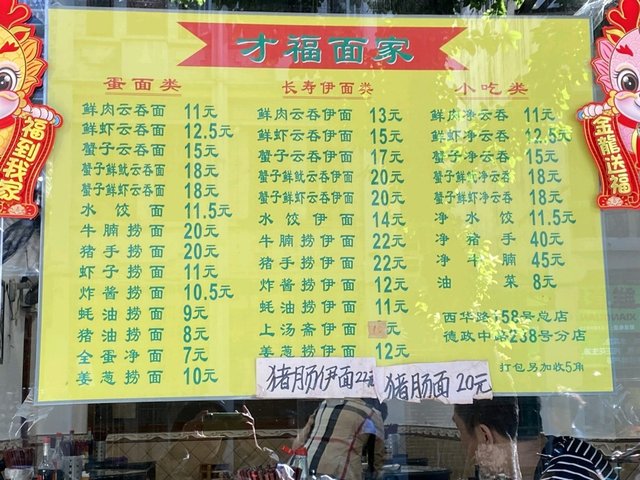 才福面家
蛋面类
鲜肉云吞面 11元
鲜虾云吞面 12.5元
蟹子云吞面 15元
蟹子鲜鱿云吞面 18元
蟹子鲜虾云吞面 18元
水饺面 11.5元
牛腩捞面 20元
猪手捞面 20元
虾子捞面 11元
炸酱捞面 10.5元
蚝油捞面 9元
猪油捞面 8元
全蛋净面 7元
姜葱捞面 10元
长寿伊面类
鲜肉云吞伊面 13元
鲜虾云吞伊面 15元
蟹子云吞伊面 17元
蟹子鲜鱿云吞伊面 20元
蟹子鲜虾云吞伊面 20元
水饺伊面 14元
牛腩捞伊面 22元
猪手捞伊面 22元
虾子捞伊面 13元
炸酱捞伊面 12元
蚝油捞伊面 11元
上汤斋伊面 元
姜葱捞伊面 12元
小吃类
鲜肉净云吞 11元
鲜虾净云吞 12.5元
蟹子净云吞 15元
蟹子鲜鱿净云吞 18元
蟹子鲜虾净云吞 18元
净水饺 11.5元
净猪手 40元
净牛腩 45元
油菜 8元
西华路158号总店
德政中路238号分店
打包另加收5角
猪肠伊面22元
猪肠面 20元
福到我家
金龍送福